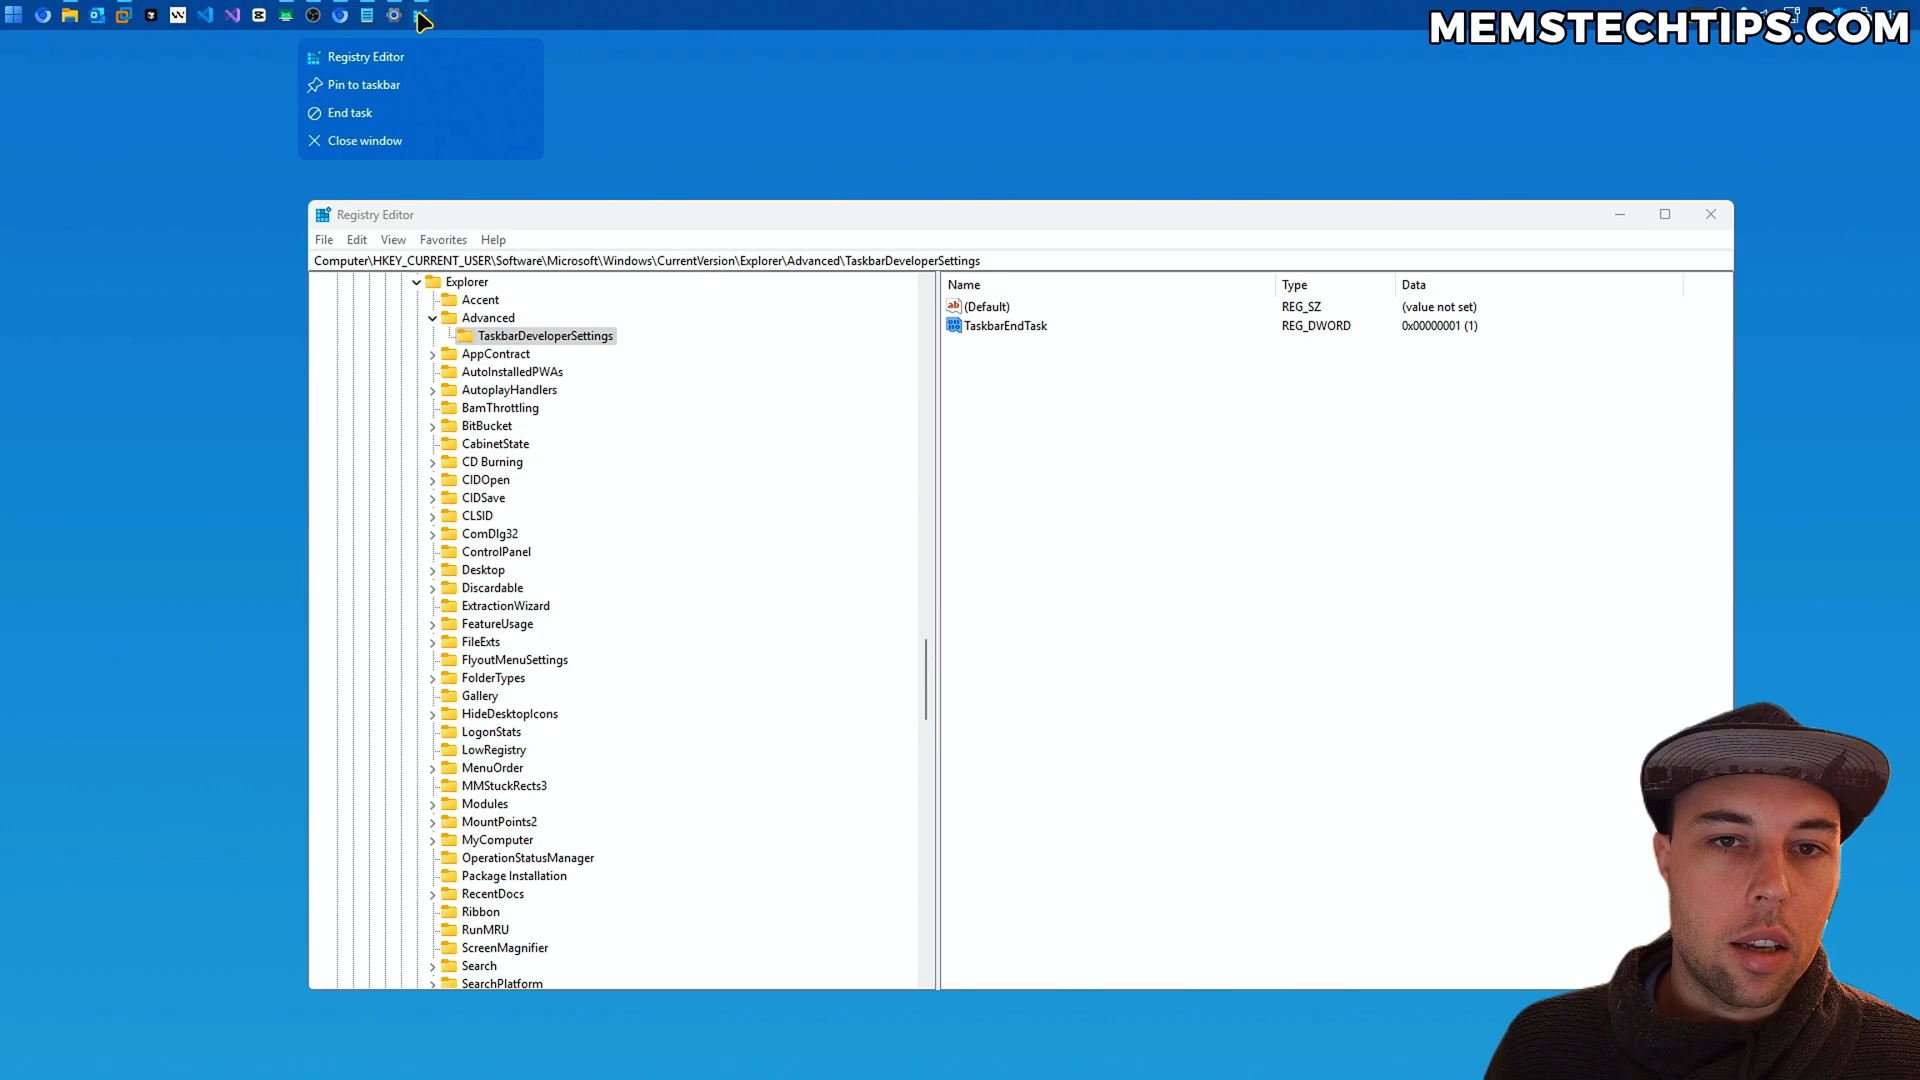 MEMSTECHTIPS.COM
Registry Editor
Pin to taskbar
End task
Close window
Registry Editor
File Edit View Favorites Help
Computer\HKEY_CURRENT_USER\Software\Microsoft\Windows\CurrentVersion\Explorer\Advanced\TaskbarDeveloperSettings
Explorer
Accent
Advanced
TaskbarDeveloperSettings
AppContract
AutoInstalledPWAs
AutoplayHandlers
BamThrottling
BitBucket
CabinetState
CD Burning
CIDOpen
CIDSave
CLSID
ComDlg32
ControlPanel
Desktop
Discardable
ExtractionWizard
FeatureUsage
FileExts
FlyoutMenuSettings
FolderTypes
Gallery
HideDesktopIcons
LogonStats
LowRegistry
MenuOrder
MMStuckRects3
Modules
MountPoints2
MyComputer
OperationStatusManager
Package Installation
RecentDocs
Ribbon
RunMRU
ScreenMagnifier
Search
SearchPlatform
Name Type Data
(Default) REG_SZ (value not set)
TaskbarEndTask REG_DWORD 0x00000001 (1)